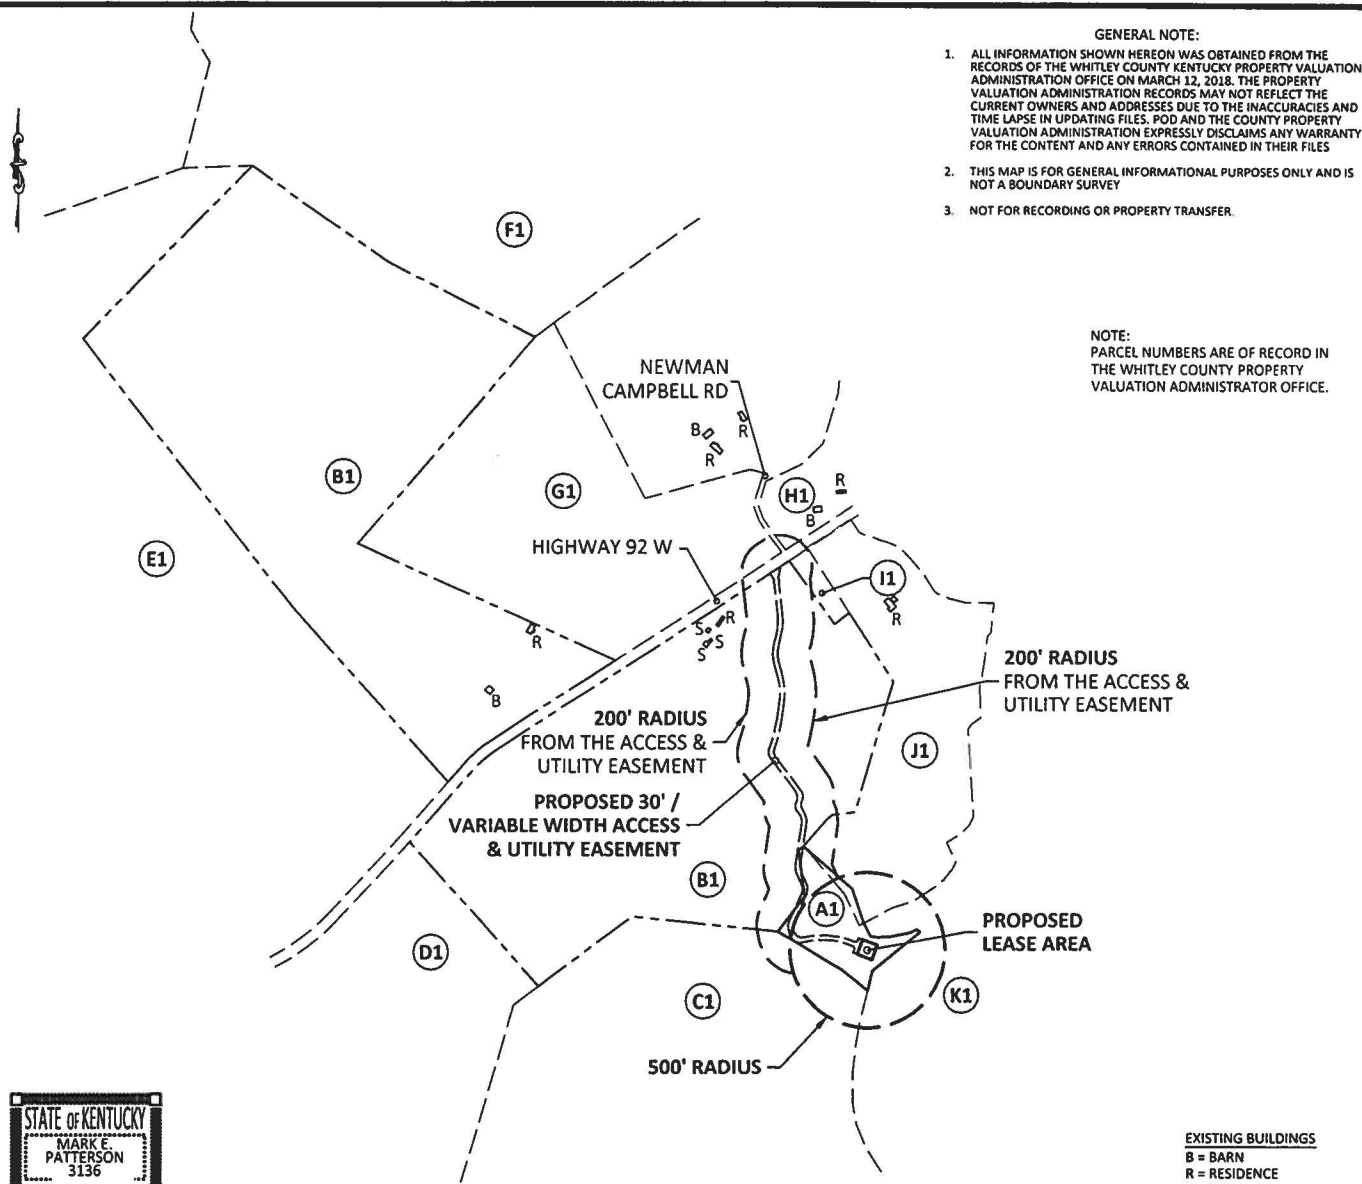 GENERAL NOTE:
1. ALL INFORMATION SHOWN HEREON WAS OBTAINED FROM THE
RECORDS OF THE WHITLEY COUNTY KENTUCKY PROPERTY VALUATION
ADMINISTRATION OFFICE ON MARCH 12, 2018. THE PROPERTY
VALUATION ADMINISTRATION RECORDS MAY NOT REFLECT THE
CURRENT OWNERS AND ADDRESSES DUE TO THE INACCURACIES AND
TIME LAPSE IN UPDATING FILES. POD AND THE COUNTY PROPERTY
VALUATION ADMINISTRATION EXPRESSLY DISCLAIMS ANY WARRANTY
FOR THE CONTENT AND ANY ERRORS CONTAINED IN THEIR FILES
2. THIS MAP IS FOR GENERAL INFORMATIONAL PURPOSES ONLY AND IS
NOT A BOUNDARY SURVEY
3. NOT FOR RECORDING OR PROPERTY TRANSFER.
F1
NOTE:
PARCEL NUMBERS ARE OF RECORD IN
THE WHITLEY COUNTY PROPERTY
VALUATION ADMINISTRATOR OFFICE.
NEWMAN
CAMPBELL RD
B
R
R
B1
G1
H1
R
B
E1
HIGHWAY 92 W
I1
R
R
S
S
S
R
B
200' RADIUS
FROM THE ACCESS &
UTILITY EASEMENT
200' RADIUS
FROM THE ACCESS &
UTILITY EASEMENT
J1
PROPOSED 30' /
VARIABLE WIDTH ACCESS
& UTILITY EASEMENT
B1
A1
PROPOSED
LEASE AREA
D1
C1
K1
500' RADIUS
STATE OF KENTUCKY
MARK E.
PATTERSON
3136
EXISTING BUILDINGS
B = BARN
R = RESIDENCE